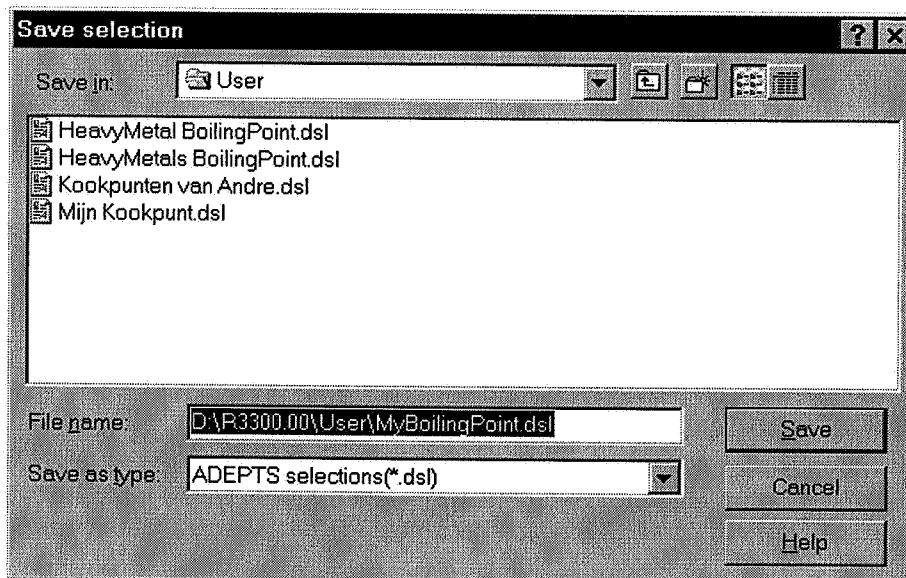 Save selection
Save in: User
HeavyMetal BoilingPoint.dsl
HeavyMetals BoilingPoint.dsl
Kookpunten van Andre.dsl
Mijn Kookpunt.dsl
File name: D:\R3300.00\User\MyBoilingPoint.dsl
Save
Save as type: ADEPTS selections(*.dsl)
Cancel
Help